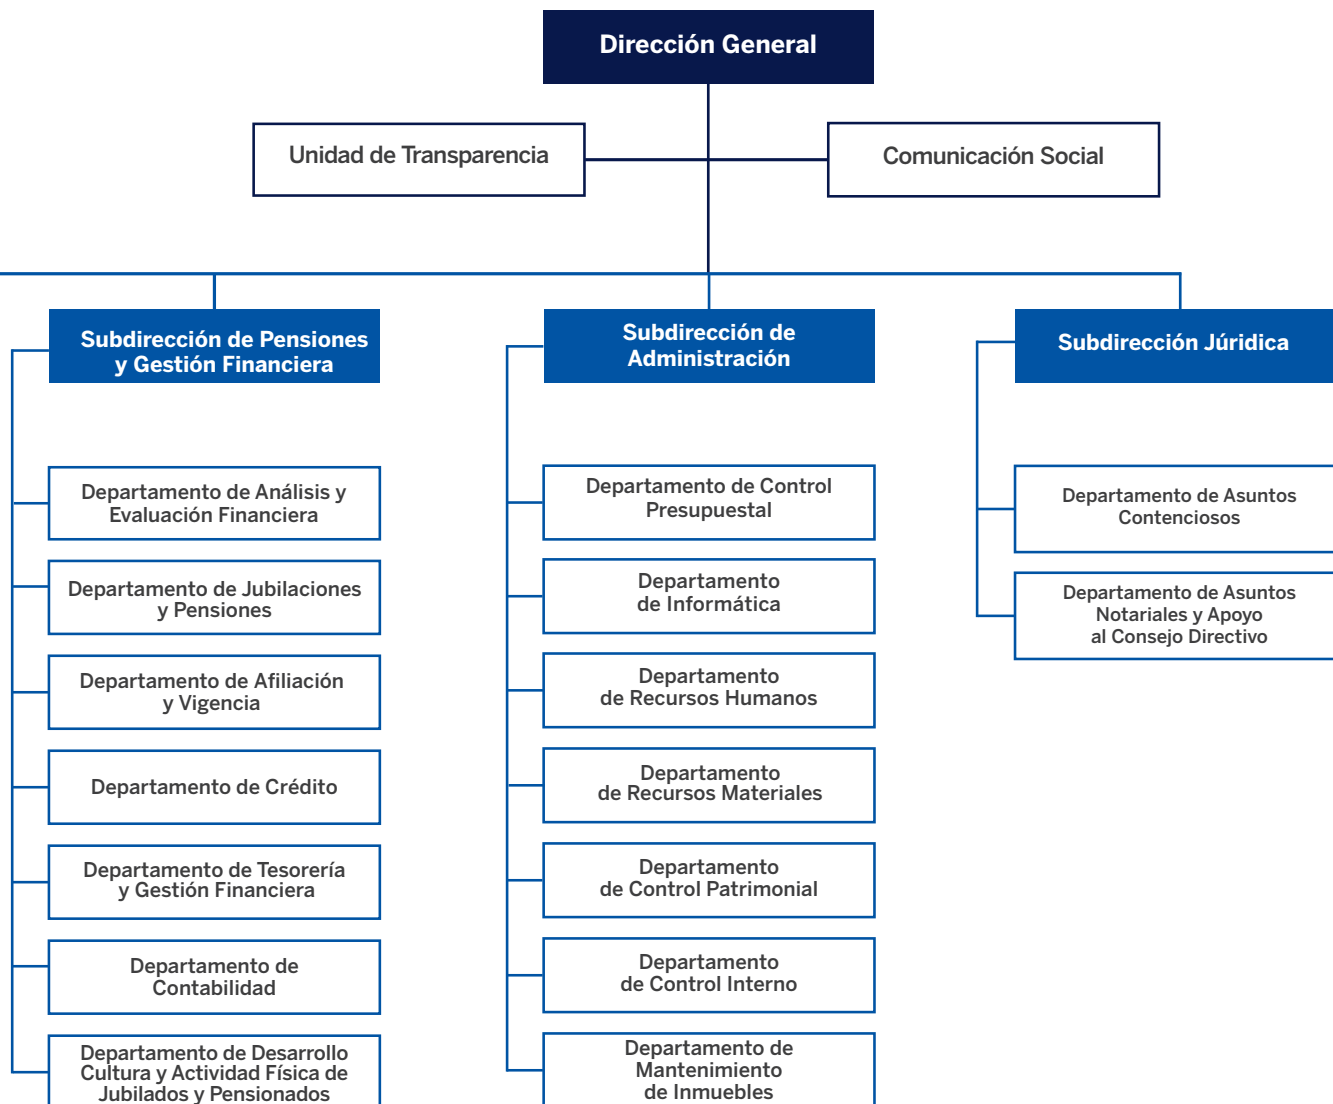 Dirección General
Unidad de Transparencia
Comunicación Social
Subdirección de Pensiones
y Gestión Financiera
Departamento de Análisis y
Evaluación Financiera
Departamento de Jubilaciones
y Pensiones
Departamento de Afiliación
y Vigencia
Departamento de Crédito
Departamento de Tesorería
y Gestión Financiera
Departamento de
Contabilidad
Departamento de Desarrollo
Cultura y Actividad Física de
Jubilados y Pensionados
Subdirección de
Administración
Departamento de Control
Presupuestal
Departamento
de Informática
Departamento
de Recursos Humanos
Departamento
de Recursos Materiales
Departamento
de Control Patrimonial
Departamento
de Control Interno
Departamento de
Mantenimiento
de Inmuebles
Subdirección Júridica
Departamento de Asuntos
Contenciosos
Departamento de Asuntos
Notariales y Apoyo
al Consejo Directivo